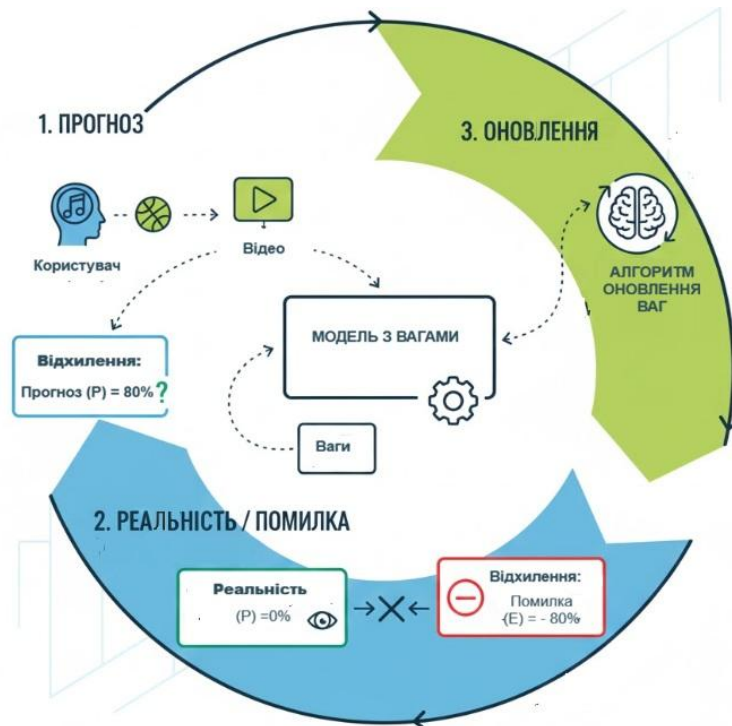 1. ПРОГНОЗ
3. ОНОВЛЕННЯ
Користувач
Відео
АЛГОРИТМ
ОНОВЛЕННЯ
ВАГ
МОДЕЛЬ З ВАГАМИ
Відхилення:
Прогноз (P) = 80% ?
Ваги
2. РЕАЛЬНІСТЬ / ПОМИЛКА
Реальність
(P) =0%
Відхилення:
Помилка
(E) = - 80%